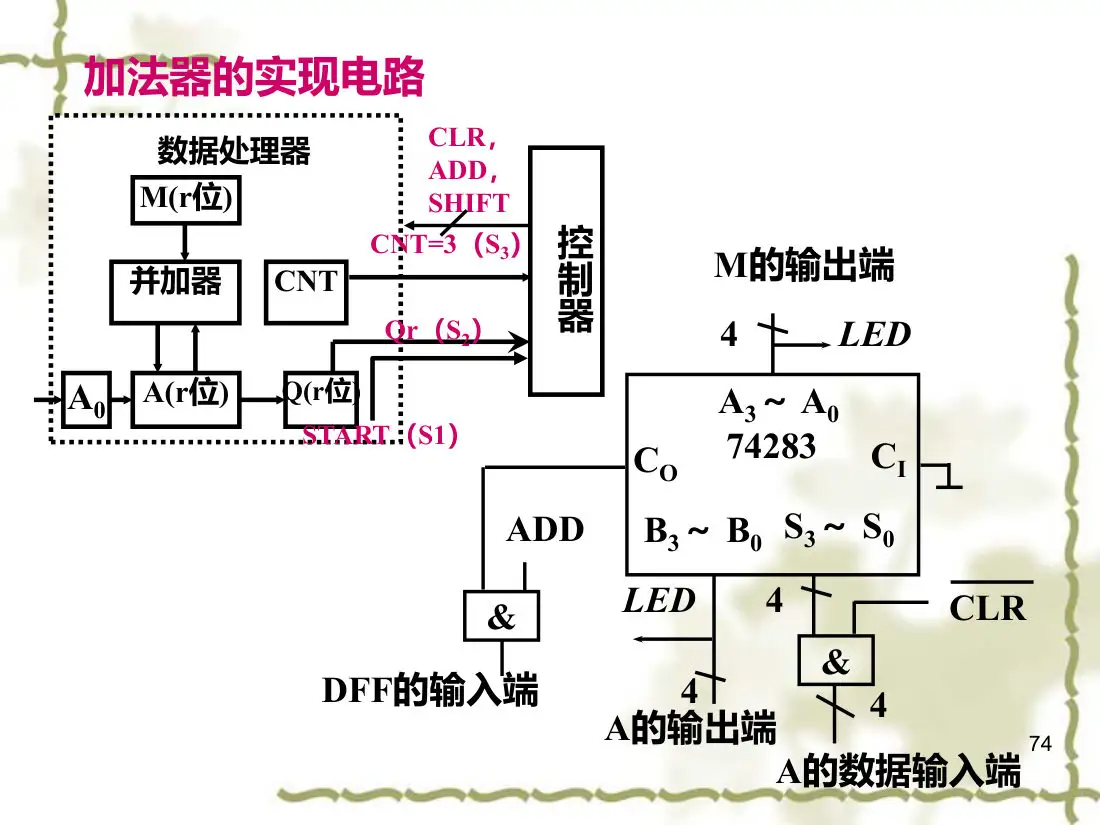 加法器的实现电路
数据处理器
CLR，
ADD，
SHIFT
M(r位)
CNT=3（S3）
控制器
并加器
CNT
Qr（S2）
A0
A(r位)
Q(r位)
START（S1）
M的输出端
4
LED
A3～ A0
74283
CO
CI
B3～ B0
S3～ S0
ADD
LED
4
CLR
&
&
DFF的输入端
4
4
A的输出端
74
A的数据输入端